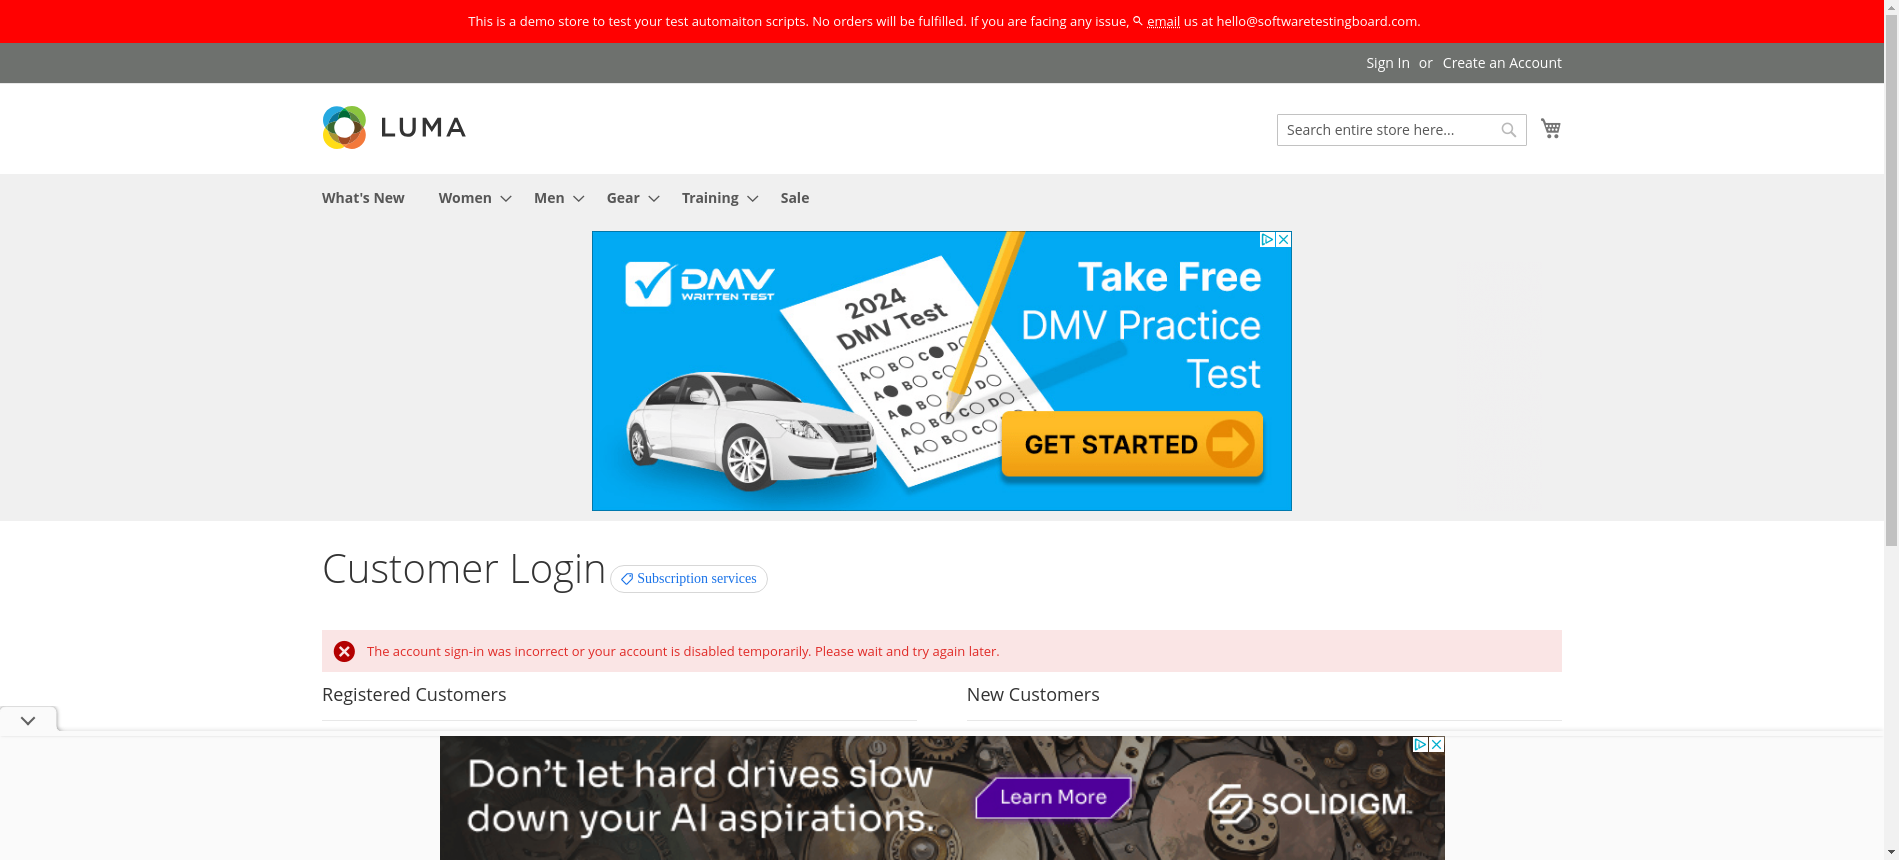 This is a demo store to test your test automaiton scripts. No orders will be fulfilled. If you are facing any issue, email us at hello@softwaretestingboard.com.
Sign In or Create an Account
LUMA
Search entire store here...
What's New Women Men Gear Training Sale
DMV
WRITTEN TEST
2024
DMV Test
A B C D
A B C D
A B C D
A B C D
A B C D
Take Free
DMV Practice
Test
GET STARTED
Customer Login
Subscription services
The account sign-in was incorrect or your account is disabled temporarily. Please wait and try again later.
Registered Customers
New Customers
Don't let hard drives slow
down your AI aspirations.
Learn More
SOLIDIGM